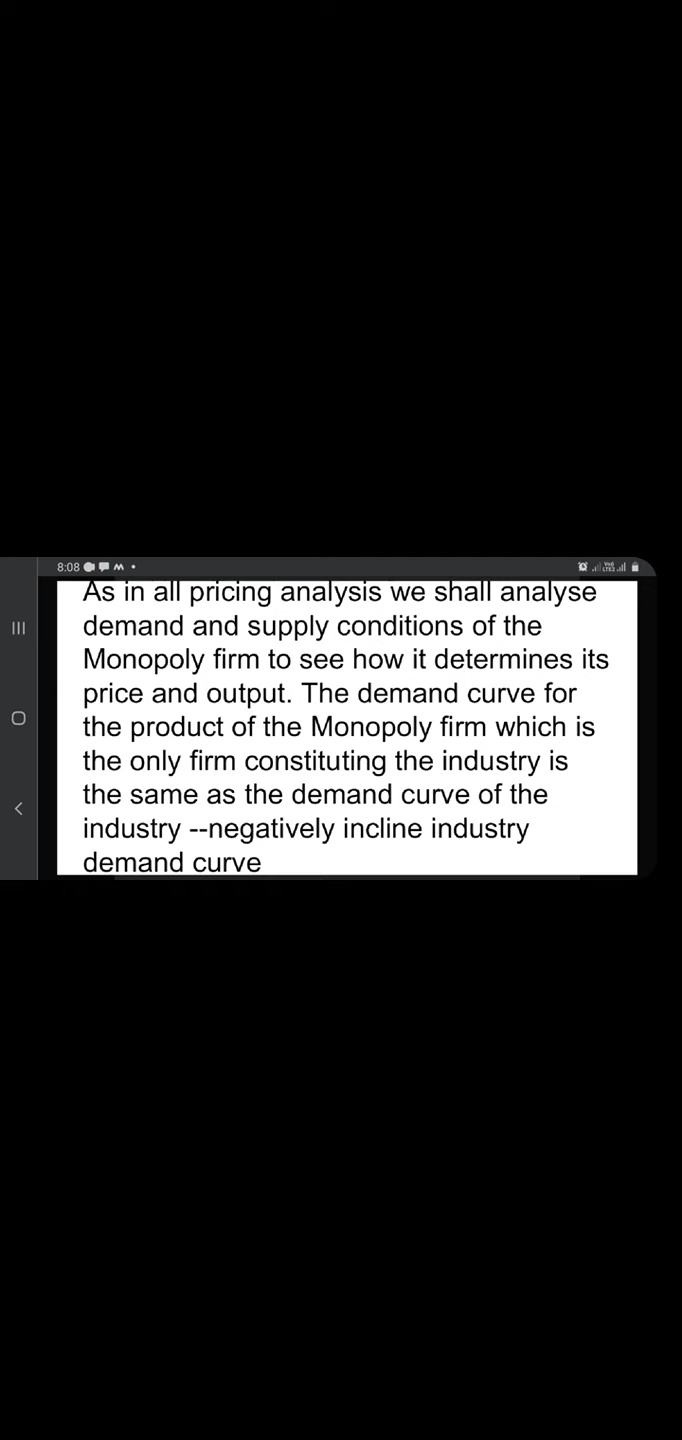 8:08
As in all pricing analysis we shall analyse
demand and supply conditions of the
Monopoly firm to see how it determines its
price and output. The demand curve for
the product of the Monopoly firm which is
the only firm constituting the industry is
the same as the demand curve of the
industry --negatively incline industry
demand curve